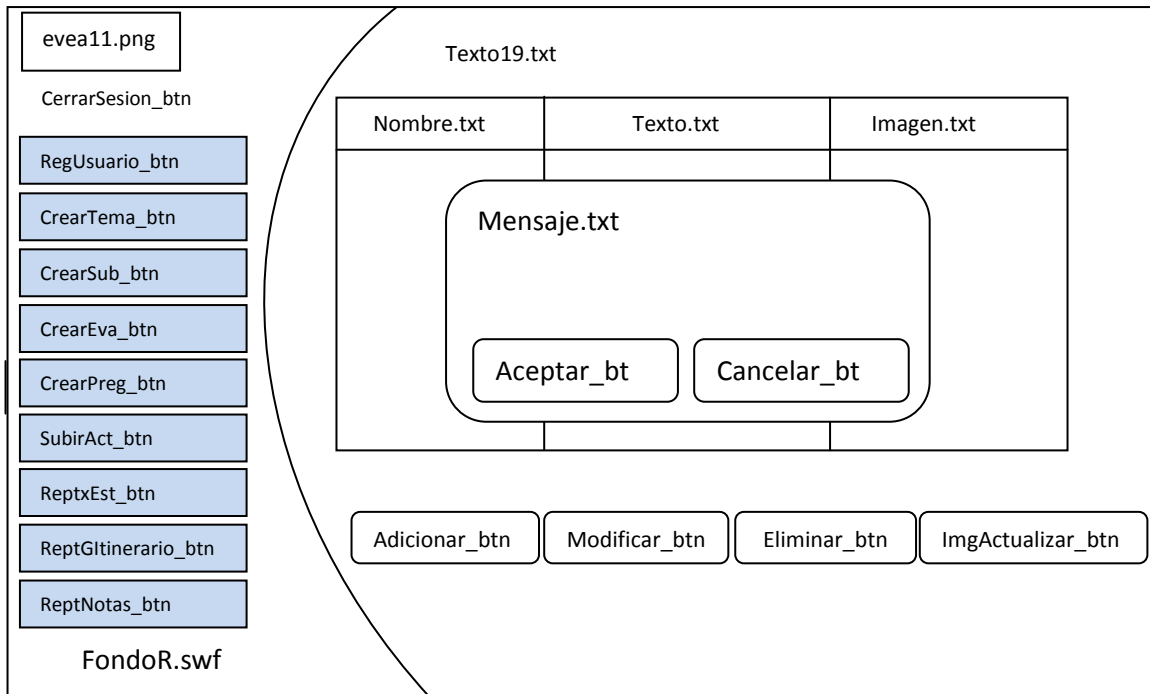 evea11.png
CerrarSesion_btn
RegUsuario_btn
CrearTema_btn
CrearSub_btn
CrearEva_btn
CrearPreg_btn
SubirAct_btn
ReptxEst_btn
ReptGItinerario_btn
ReptNotas_btn
FondoR.swf
Texto19.txt
Nombre.txt Texto.txt Imagen.txt
Mensaje.txt
Aceptar_bt Cancelar_bt
Adicionar_btn Modificar_btn Eliminar_btn ImgActualizar_btn